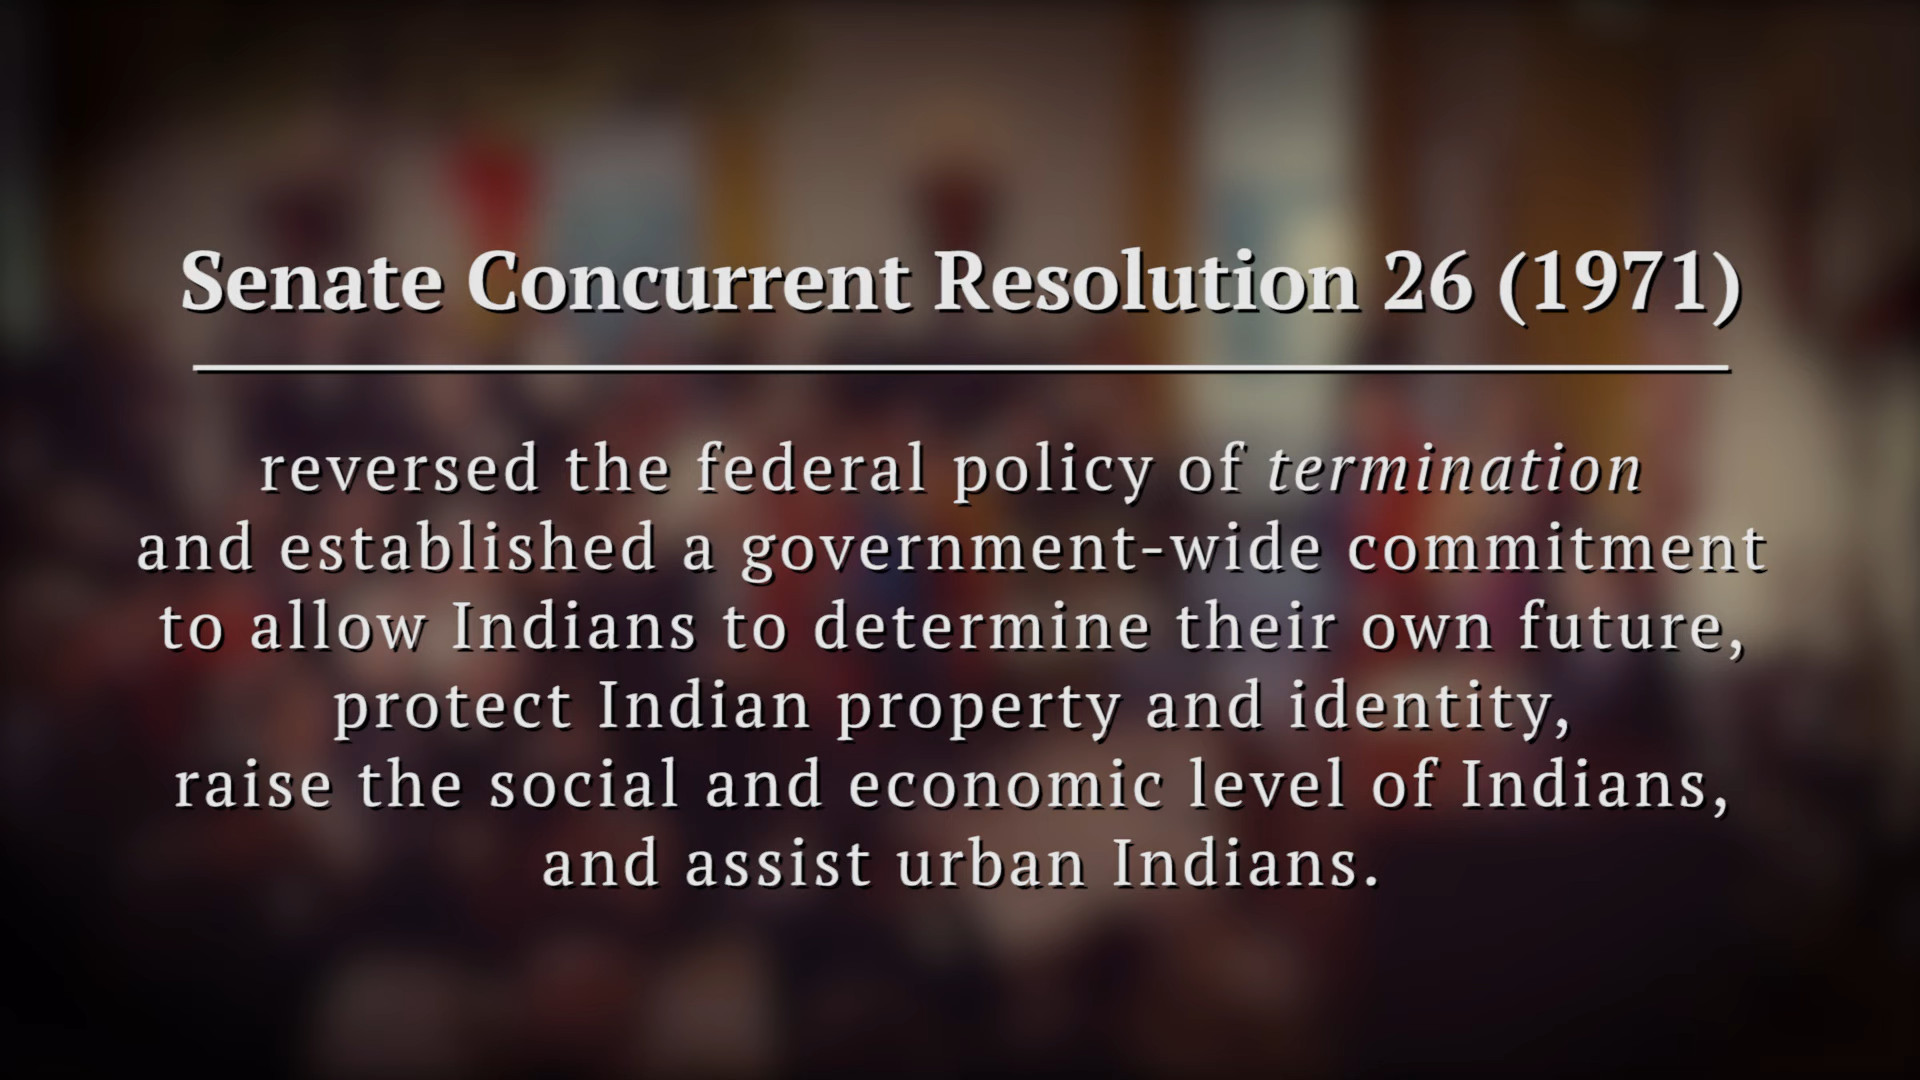 Senate Concurrent Resolution 26 (1971)
reversed the federal policy of termination
and established a government-wide commitment
to allow Indians to determine their own future,
protect Indian property and identity,
raise the social and economic level of Indians,
and assist urban Indians.